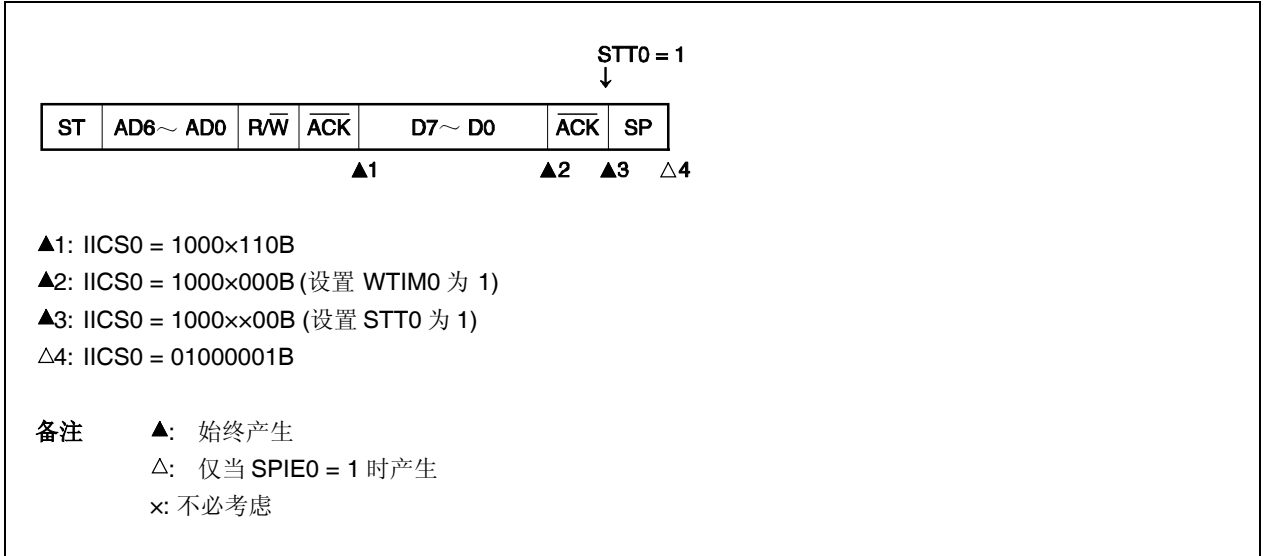 STT0 = 1
↓
ST AD6～AD0 R/W̅ A̅C̅K̅ D7～D0 A̅C̅K̅ SP
▲1 ▲2 ▲3 △4
▲1: IICS0 = 1000×110B
▲2: IICS0 = 1000×000B (设置 WTIM0 为 1)
▲3: IICS0 = 1000××00B (设置 STT0 为 1)
△4: IICS0 = 01000001B
备注 ▲: 始终产生
△: 仅当 SPIE0 = 1 时产生
×: 不必考虑